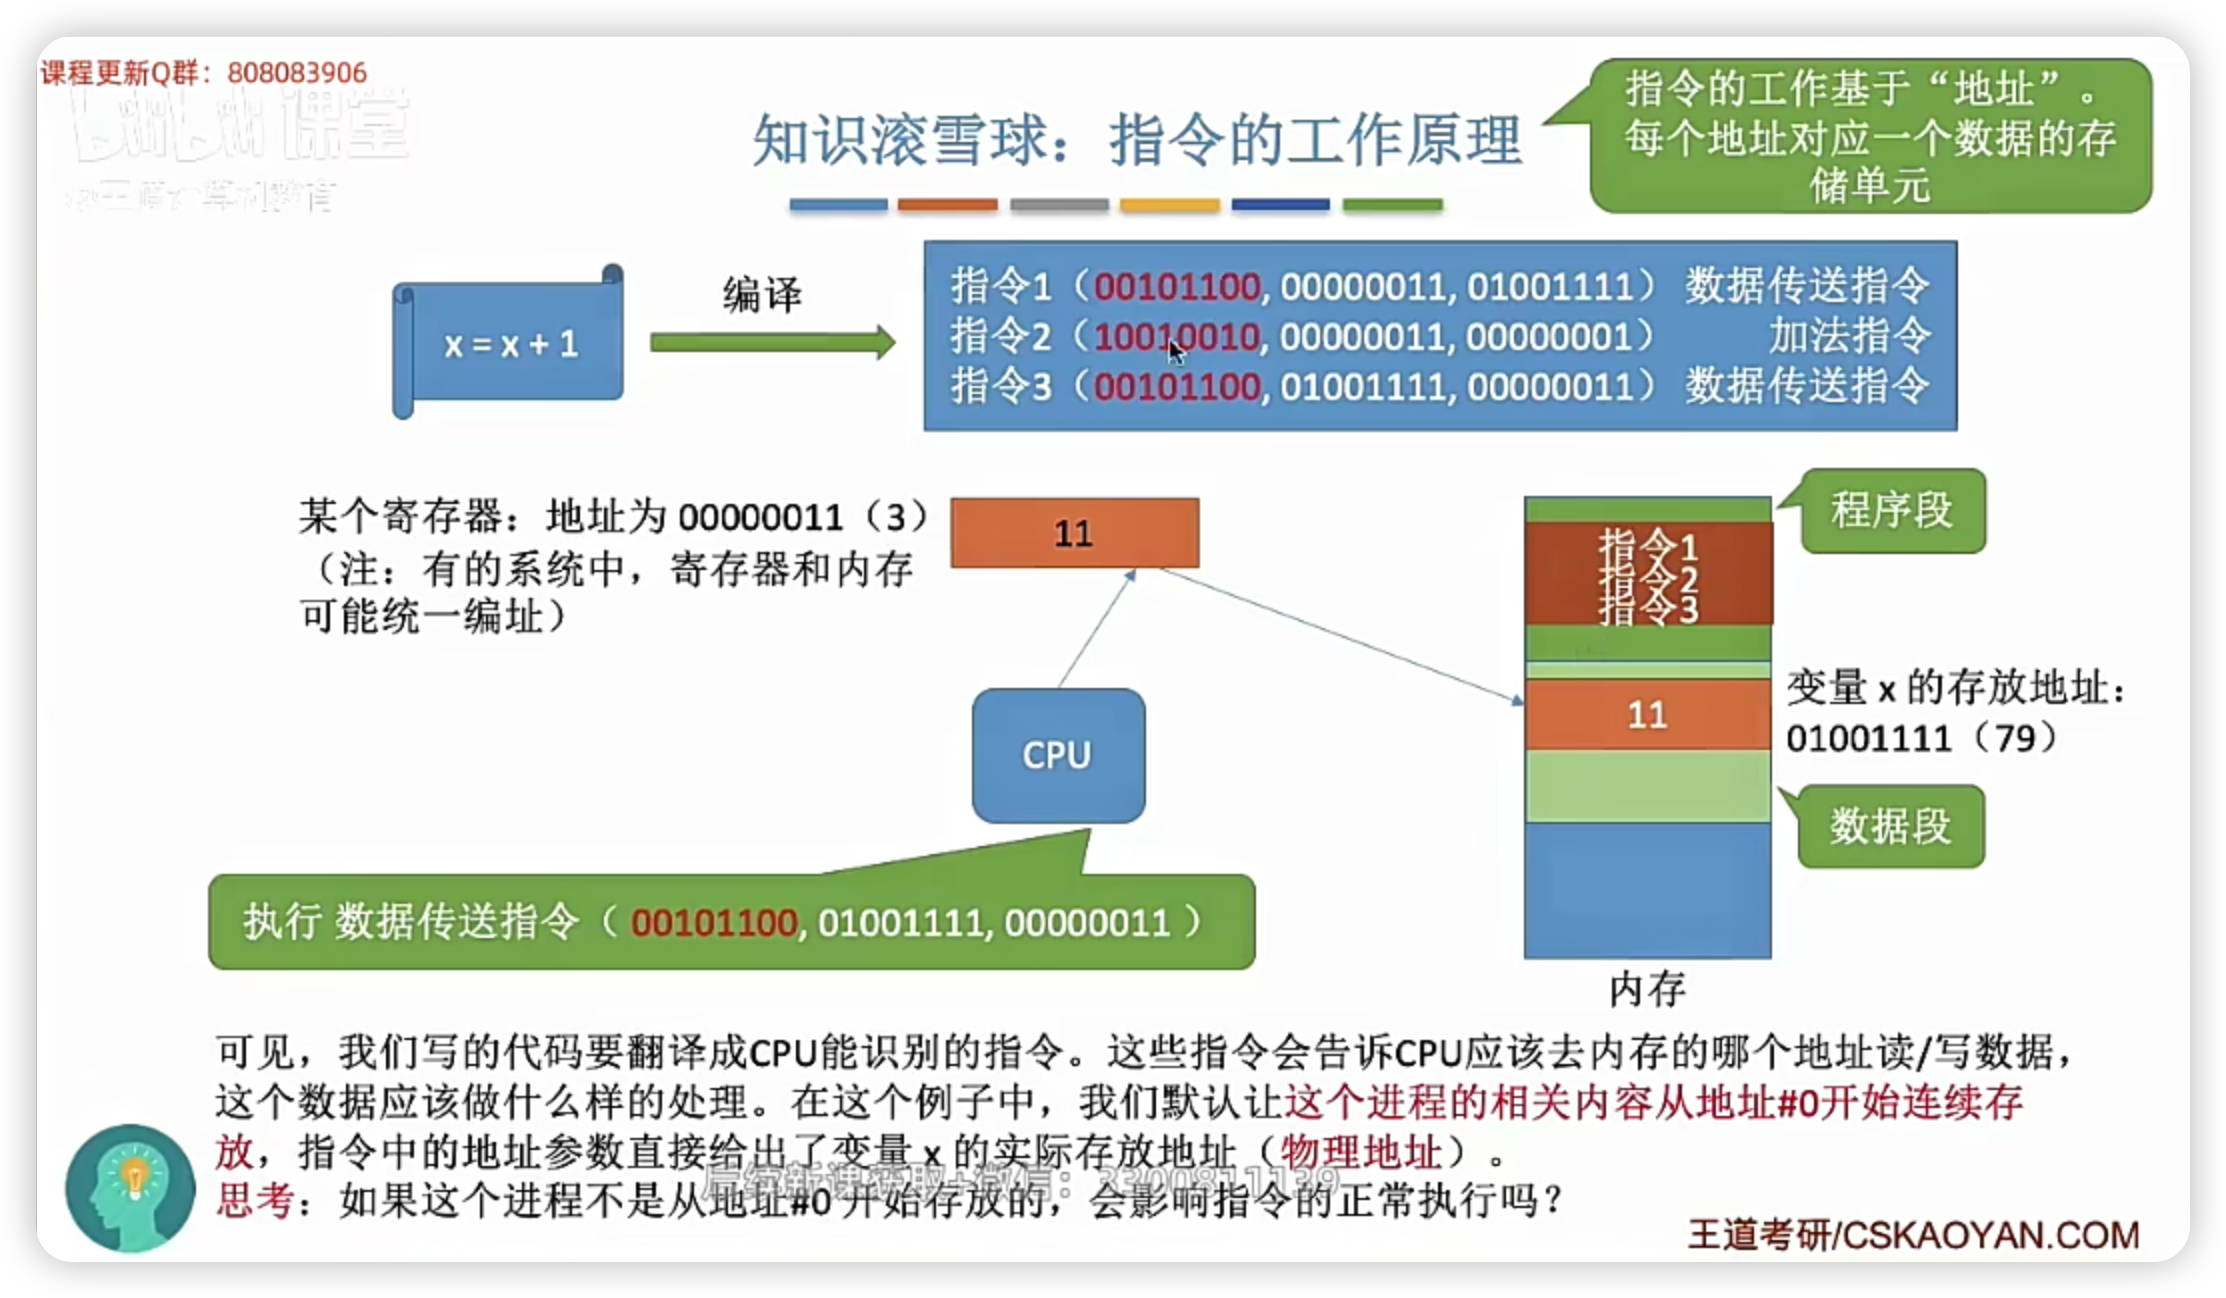 课程更新Q群：808083906
bilibili课堂
知识滚雪球：指令的工作原理
指令的工作基于“地址”。
每个地址对应一个数据的存
储单元
x = x + 1
编译
指令1（00101100, 00000011, 01001111） 数据传送指令
指令2（10010010, 00000011, 00000001） 加法指令
指令3（00101100, 01001111, 00000011） 数据传送指令
某个寄存器：地址为 00000011（3）
（注：有的系统中，寄存器和内存
可能统一编址）
11
CPU
执行 数据传送指令（ 00101100, 01001111, 00000011 ）
程序段
指令1
指令2
指令3
11
变量 x 的存放地址：
01001111（79）
数据段
内存
可见，我们写的代码要翻译成CPU能识别的指令。这些指令会告诉CPU应该去内存的哪个地址读/写数据，
这个数据应该做什么样的处理。在这个例子中，我们默认让这个进程的相关内容从地址#0开始连续存
放，指令中的地址参数直接给出了变量 x 的实际存放地址（物理地址）。
思考：如果这个进程不是从地址#0 开始存放的，会影响指令的正常执行吗？
王道考研/CSKAOYAN.COM